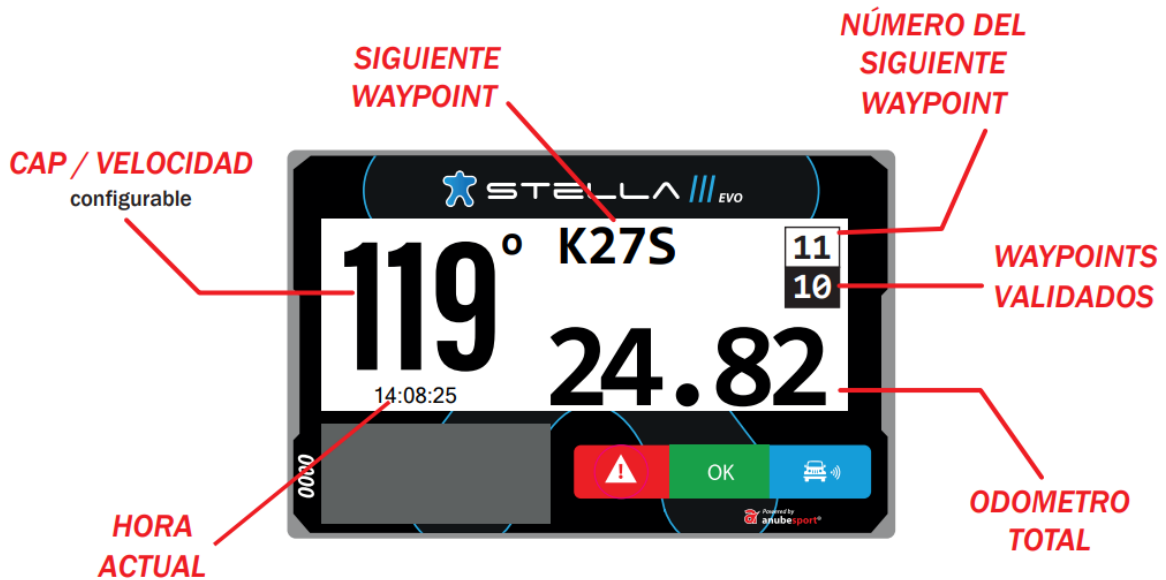 NÚMERO DEL
SIGUIENTE
WAYPOINT
SIGUIENTE
WAYPOINT
CAP / VELOCIDAD
configurable
STELLA III EVO
119° K27S
11
10
WAYPOINTS
VALIDADOS
24.82
14:08:25
0000
OK
Powered by
anubesport®
HORA
ACTUAL
ODOMETRO
TOTAL